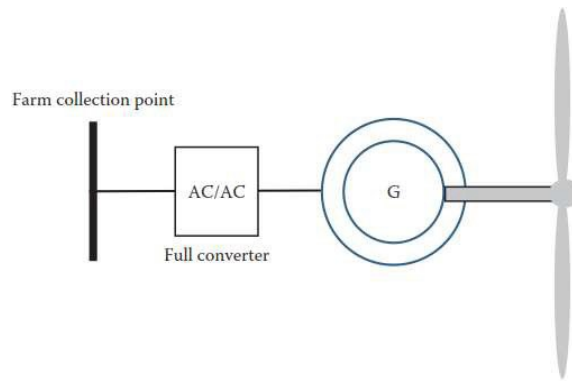 Farm collection point
AC/AC
G
Full converter